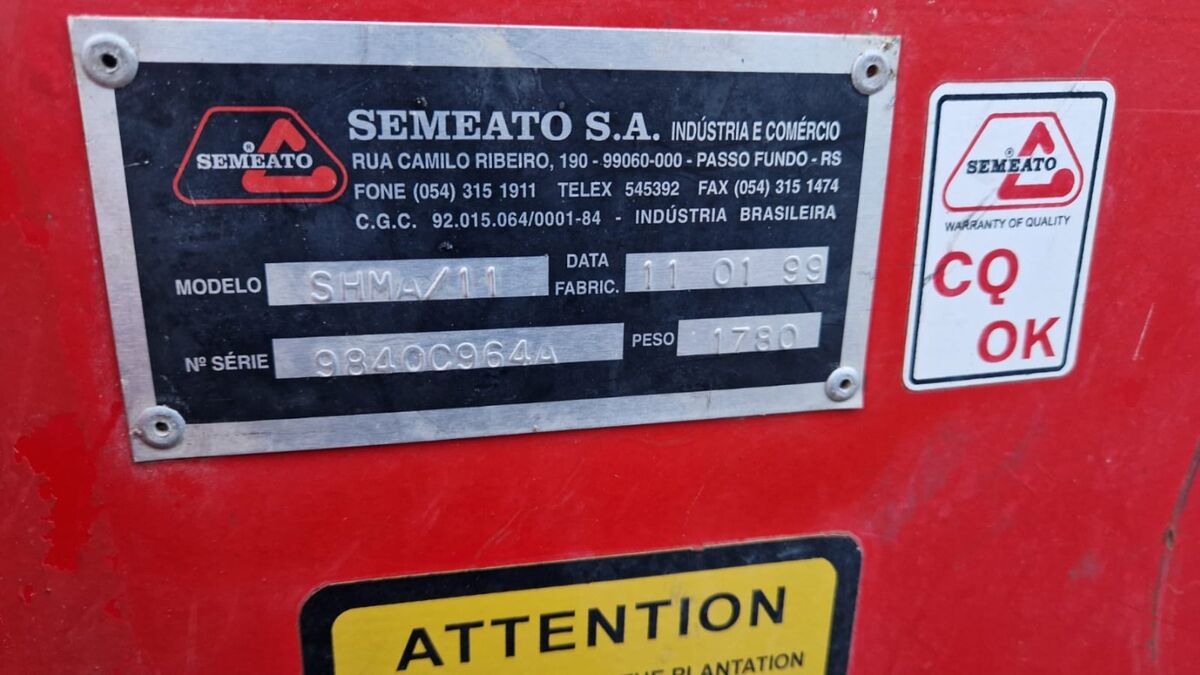 SEMEATO
®
SEMEATO S.A. INDÚSTRIA E COMÉRCIO
RUA CAMILO RIBEIRO, 190 - 99060-000 - PASSO FUNDO - RS
FONE (054) 315 1911 TELEX 545392 FAX (054) 315 1474
C.G.C. 92.015.064/0001-84 - INDÚSTRIA BRASILEIRA
MODELO SHMA/11 DATA FABRIC. 11 01 99
Nº SÉRIE 9840C964A PESO 1780
SEMEATO
®
WARRANTY OF QUALITY
CQ
OK
ATTENTION
THE PLANTATION